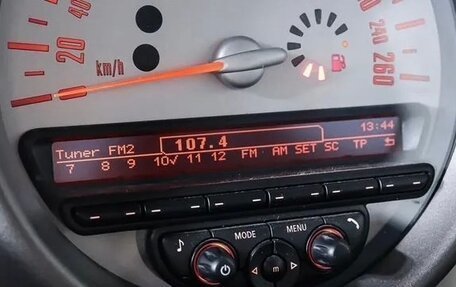 20
40
km/h
240
260
Tuner FM2
107.4
13:44
7 8 9 10✓ 11 12 FM AM SET SC TP
MODE MENU
m